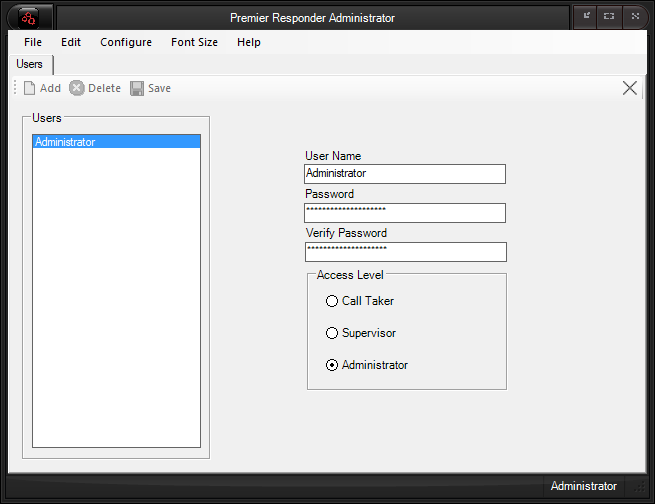 Premier Responder Administrator
File Edit Configure Font Size Help
Users
Add Delete Save
Users
Administrator
User Name
Administrator
Password
********************
Verify Password
********************
Access Level
Call Taker
Supervisor
Administrator
Administrator